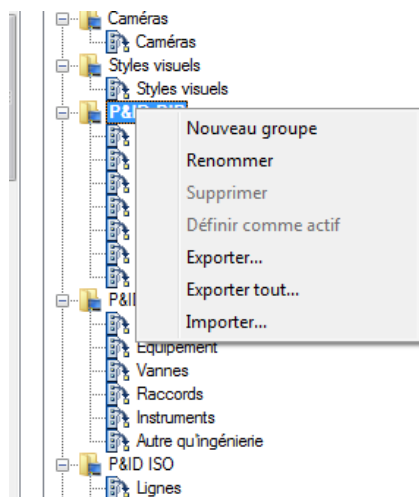 Caméras
Caméras
Styles visuels
Styles visuels
Nouveau groupe
Renommer
Supprimer
Définir comme actif
Exporter...
Exporter tout...
Importer...
Equipement
Vannes
Raccords
Instruments
Autre qu'ingénierie
P&ID ISO
Lignes